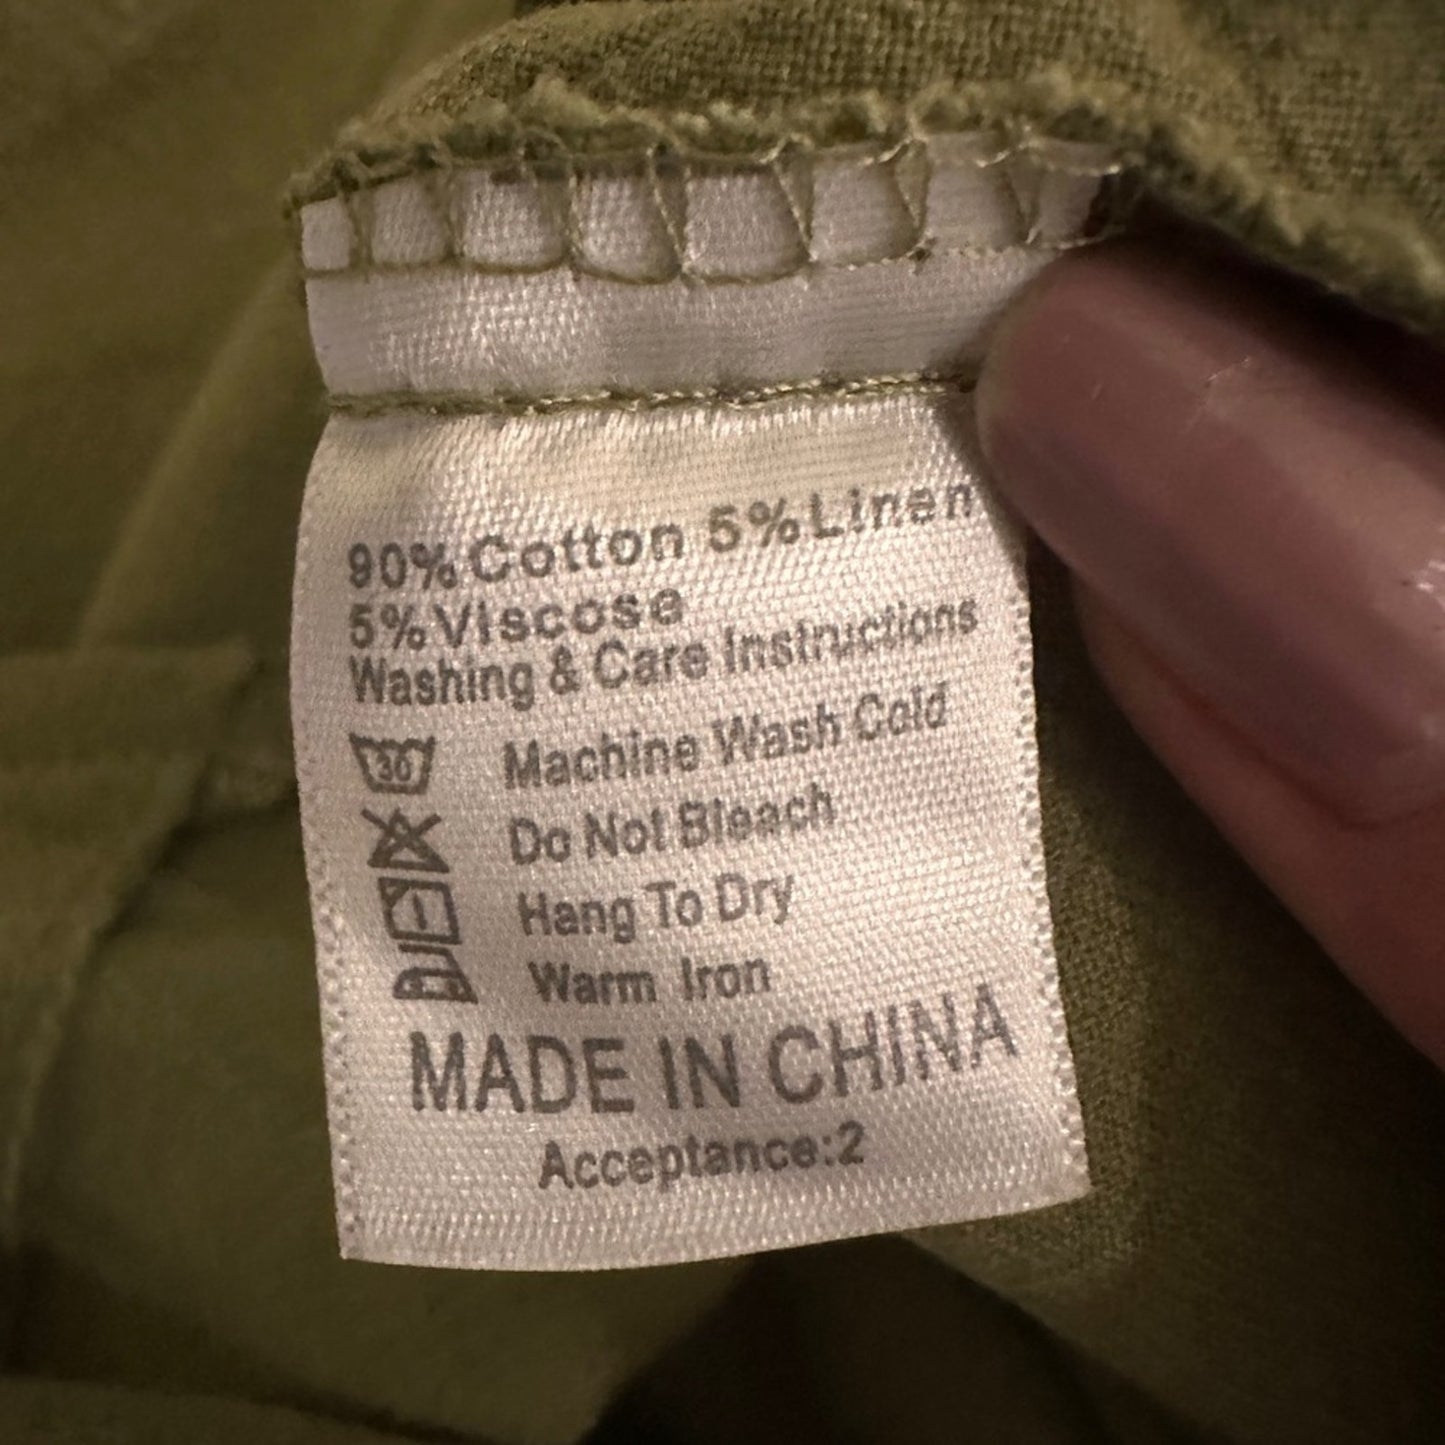 90% Cotton 5% Linen
5% Viscose
Washing & Care Instructions
30 Machine Wash Cold
Do Not Bleach
Hang To Dry
Warm Iron
MADE IN CHINA
Acceptance:2